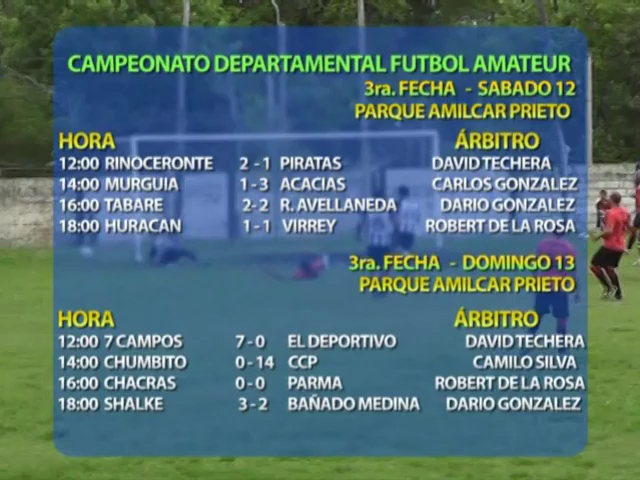 CAMPEONATO DEPARTAMENTAL FUTBOL AMATEUR
3ra. FECHA - SABADO 12
PARQUE AMILCAR PRIETO
HORA ÁRBITRO
12:00 RINOCERONTE 2 - 1 PIRATAS DAVID TECHERA
14:00 MURGUIA 1 - 3 ACACIAS CARLOS GONZALEZ
16:00 TABARE 2- 2 R. AVELLANEDA DARIO GONZALEZ
18:00 HURACAN 1 - 1 VIRREY ROBERT DE LA ROSA
3ra. FECHA - DOMINGO 13
PARQUE AMILCAR PRIETO
HORA ÁRBITRO
12:00 7 CAMPOS 7 - 0 EL DEPORTIVO DAVID TECHERA
14:00 CHUMBITO 0 - 14 CCP CAMILO SILVA
16:00 CHACRAS 0 - 0 PARMA ROBERT DE LA ROSA
18:00 SHALKE 3 - 2 BAÑADO MEDINA DARIO GONZALEZ